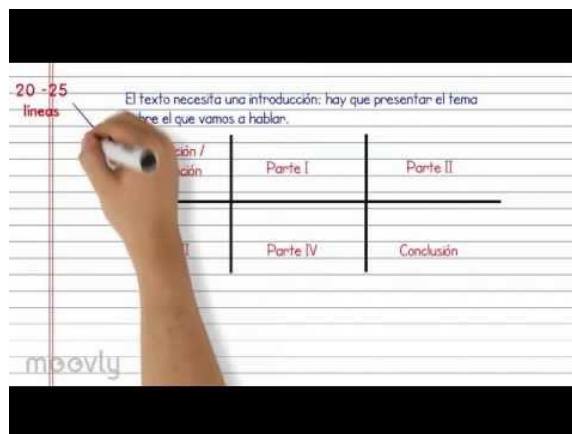 20 -25
líneas
El texto necesita una introducción: hay que presentar el tema
sobre el que vamos a hablar.
Parte I
Parte II
Parte IV
Conclusión
moovly